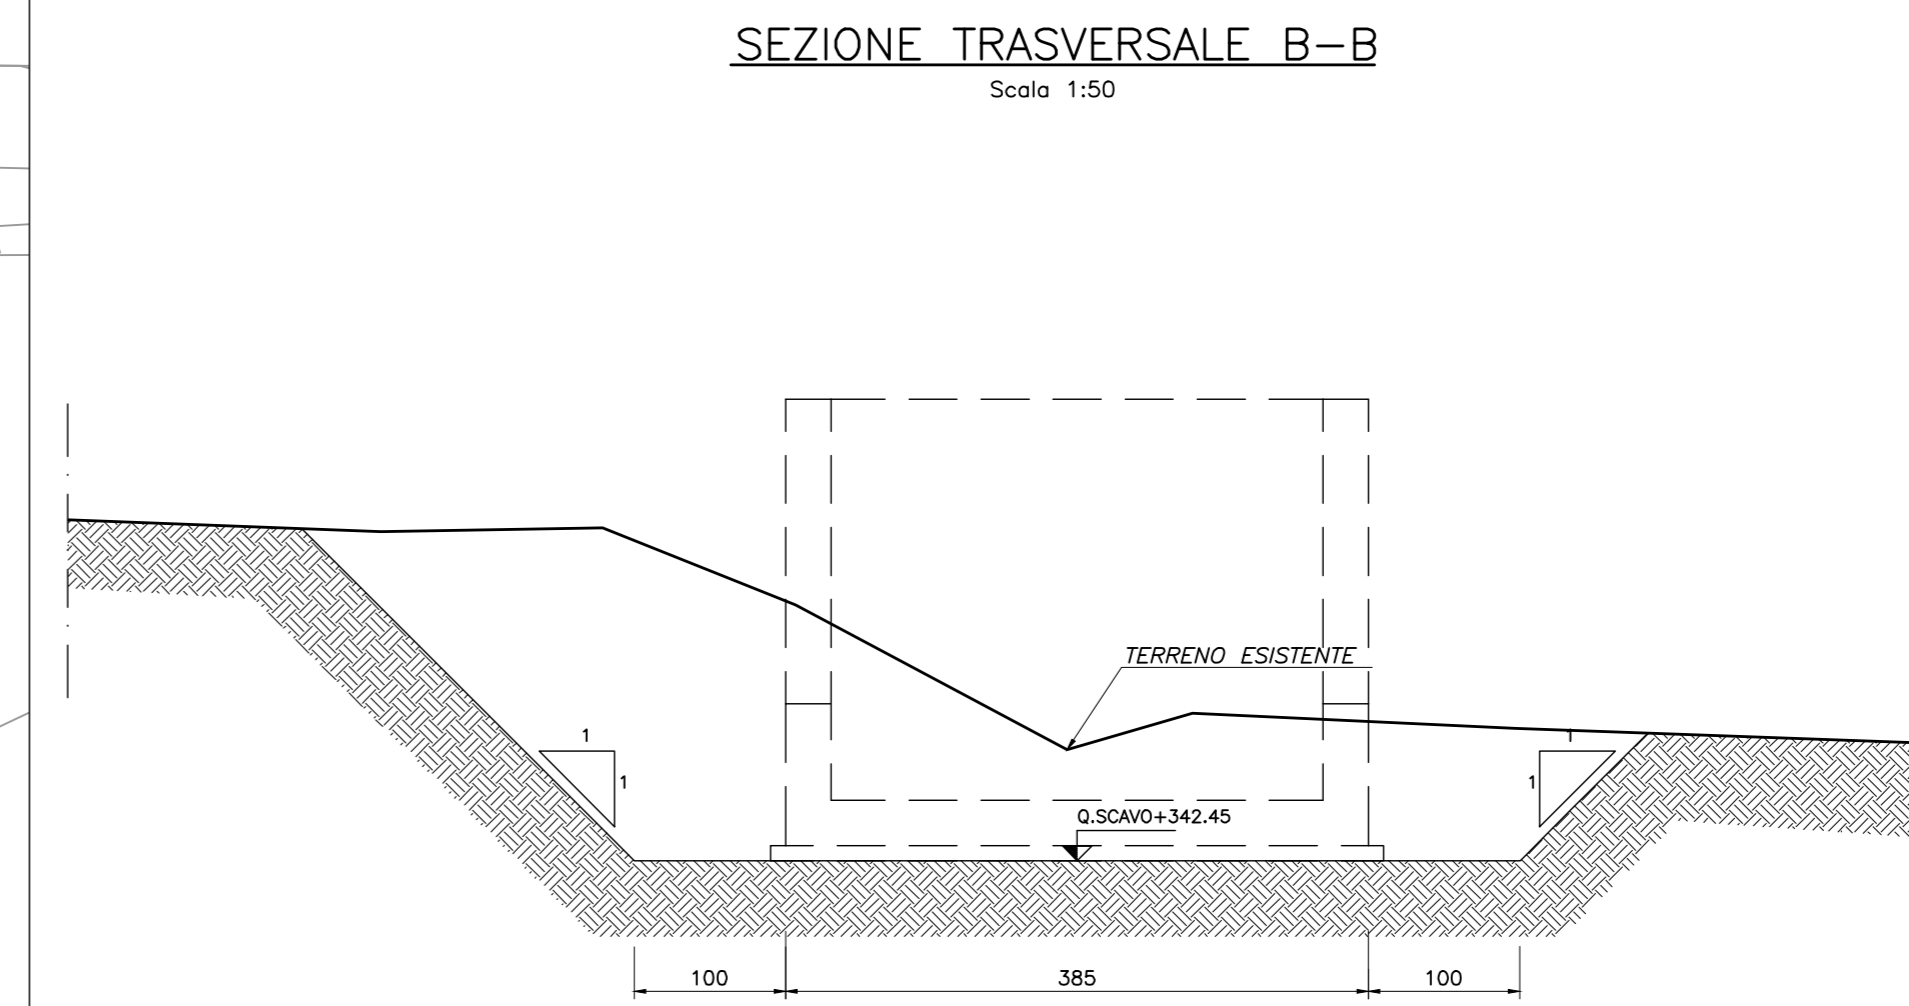 SEZIONE TRASVERSALE B-B
Scala 1:50
TERRENO ESISTENTE
1
1
1
1
Q.SCAVO+342.45
100
385
100